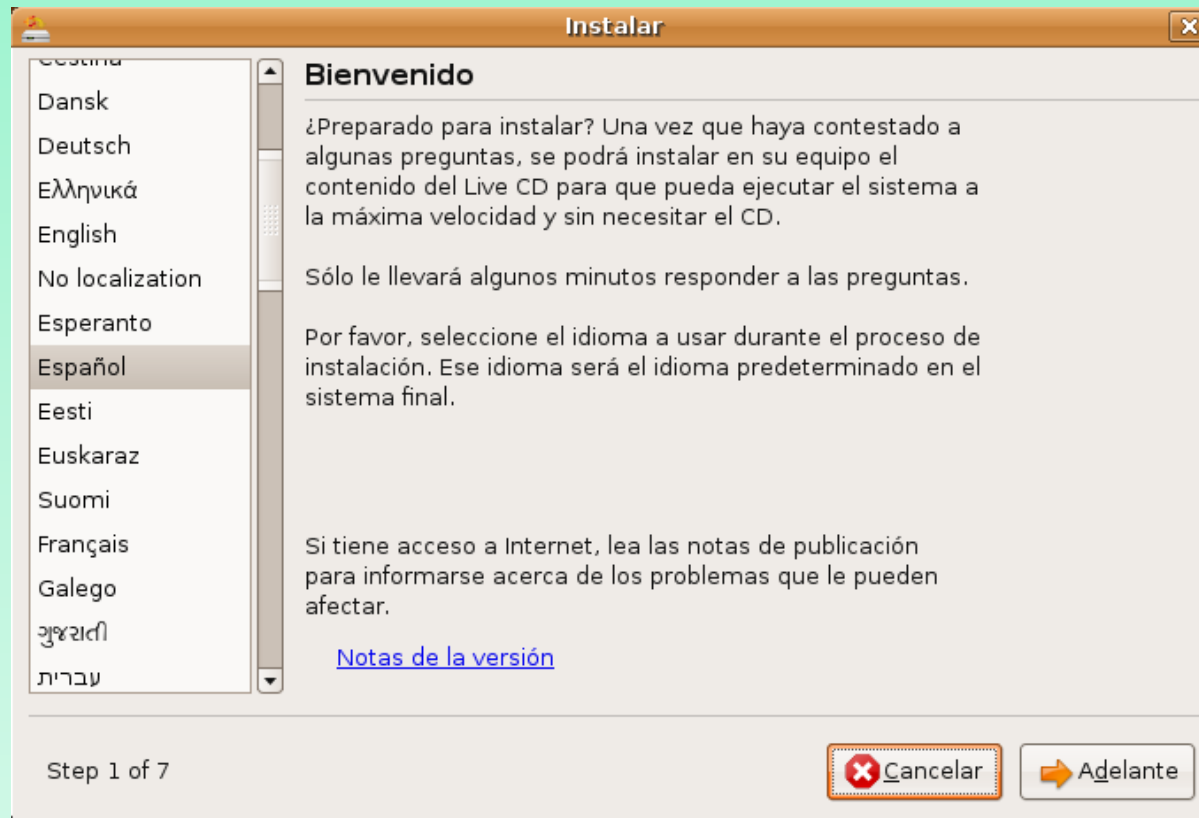 Instalar
Čeština
Dansk
Deutsch
Ελληνικά
English
No localization
Esperanto
Español
Eesti
Euskaraz
Suomi
Français
Galego
ગુજરાતી
עברית
Bienvenido
¿Preparado para instalar? Una vez que haya contestado a
algunas preguntas, se podrá instalar en su equipo el
contenido del Live CD para que pueda ejecutar el sistema a
la máxima velocidad y sin necesitar el CD.
Sólo le llevará algunos minutos responder a las preguntas.
Por favor, seleccione el idioma a usar durante el proceso de
instalación. Ese idioma será el idioma predeterminado en el
sistema final.
Si tiene acceso a Internet, lea las notas de publicación
para informarse acerca de los problemas que le pueden
afectar.
Notas de la versión
Step 1 of 7
Cancelar
Adelante